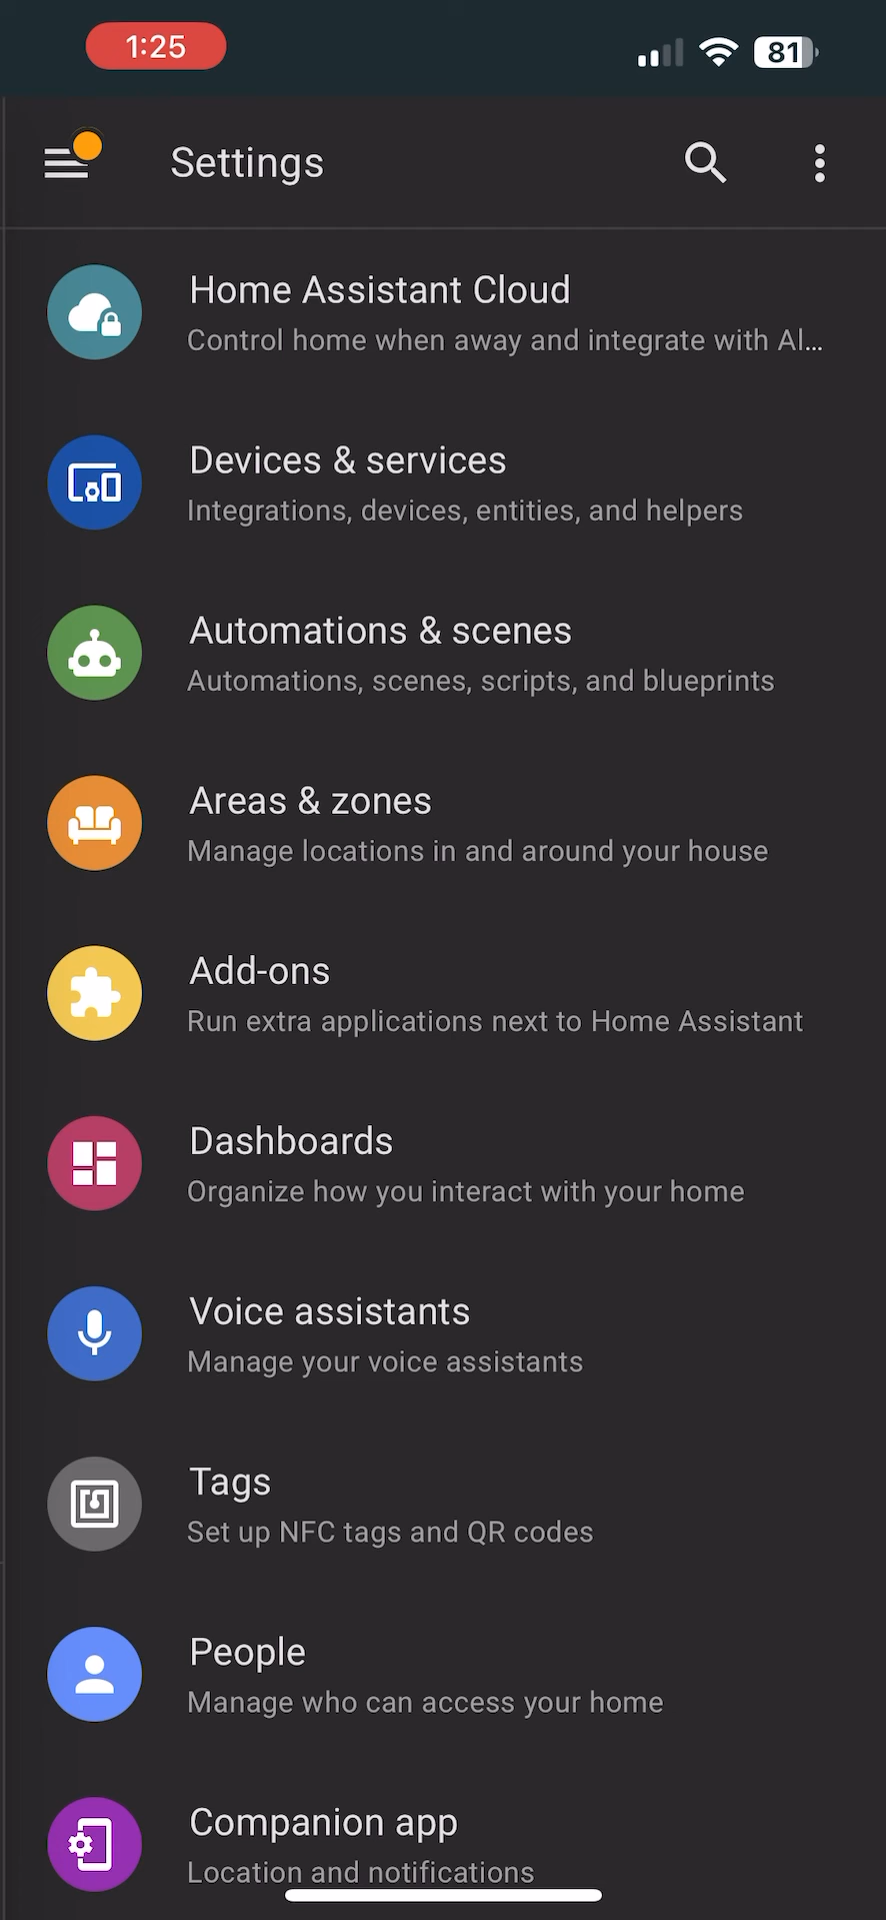 1:25
81
Settings
Home Assistant Cloud
Control home when away and integrate with Al...
Devices & services
Integrations, devices, entities, and helpers
Automations & scenes
Automations, scenes, scripts, and blueprints
Areas & zones
Manage locations in and around your house
Add-ons
Run extra applications next to Home Assistant
Dashboards
Organize how you interact with your home
Voice assistants
Manage your voice assistants
Tags
Set up NFC tags and QR codes
People
Manage who can access your home
Companion app
Location and notifications